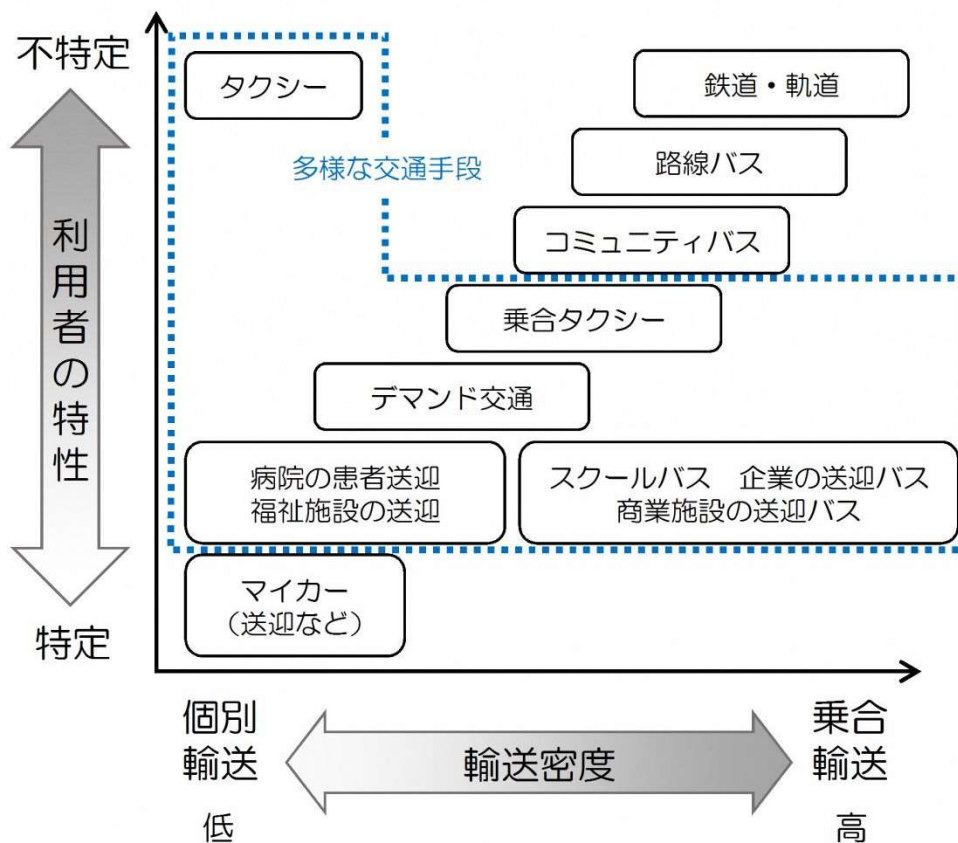 不特定
タクシー
鉄道・軌道
多様な交通手段
路線バス
コミュニティバス
利用者の特性
乗合タクシー
デマンド交通
病院の患者送迎
福祉施設の送迎
スクールバス　企業の送迎バス
商業施設の送迎バス
マイカー
（送迎など）
特定
個別
輸送
低
輸送密度
乗合
輸送
高